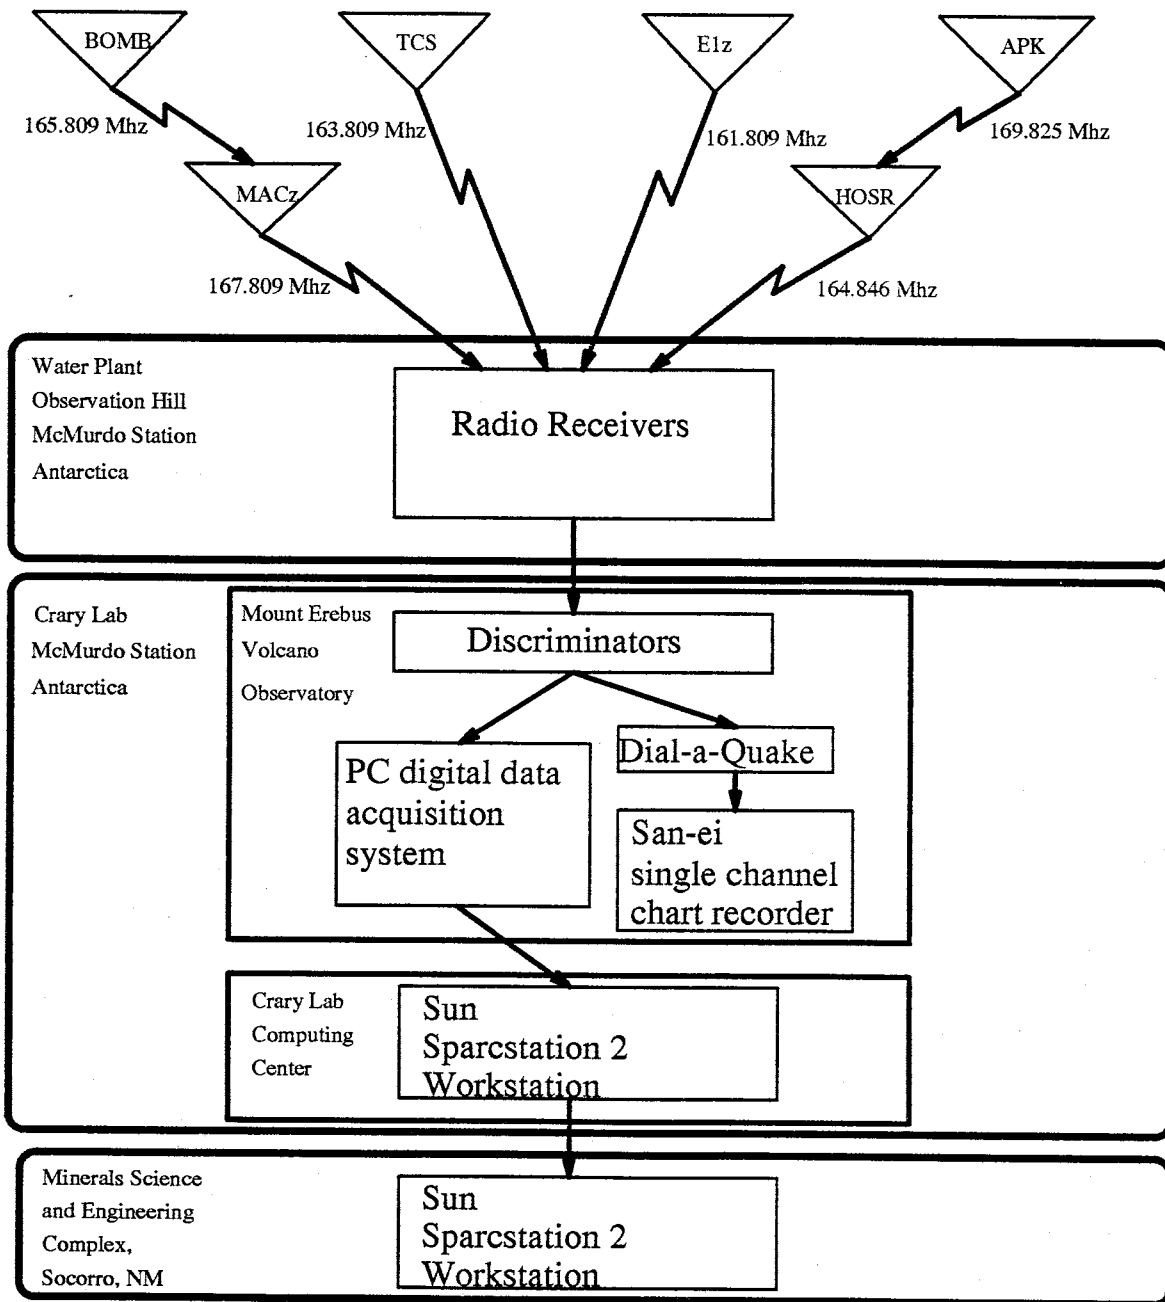 BOMB
TCS
E1z
APK
165.809 Mhz
163.809 Mhz
161.809 Mhz
169.825 Mhz
MACz
HOSR
167.809 Mhz
164.846 Mhz
Water Plant
Observation Hill
McMurdo Station
Antarctica
Radio Receivers
Crary Lab
McMurdo Station
Antarctica
Mount Erebus
Volcano
Observatory
Discriminators
PC digital data
acquisition
system
Dial-a-Quake
San-ei
single channel
chart recorder
Crary Lab
Computing
Center
Sun
Sparcstation 2
Workstation
Minerals Science
and Engineering
Complex,
Socorro, NM
Sun
Sparcstation 2
Workstation